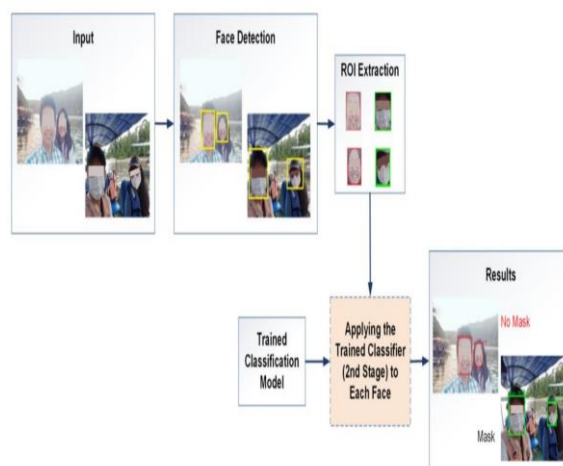 Input
Face Detection
ROI Extraction
Trained
Classification
Model
Applying the
Trained Classifier
(2nd Stage) to
Each Face
Results
No Mask
Mask